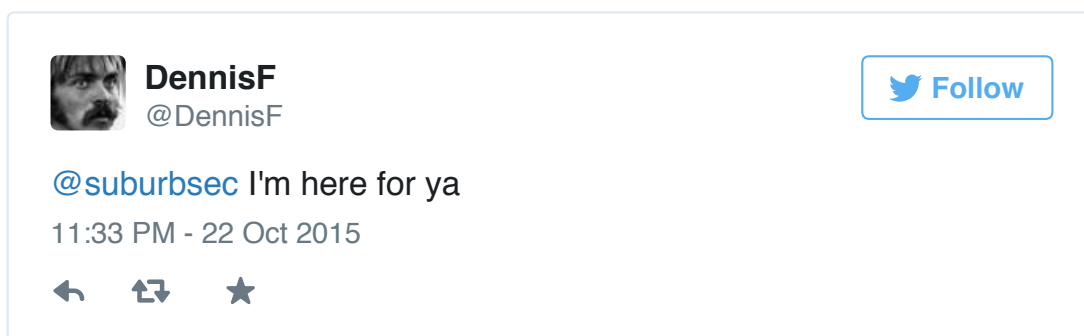 DennisF
@DennisF
Follow
@suburbsec I'm here for ya
11:33 PM - 22 Oct 2015